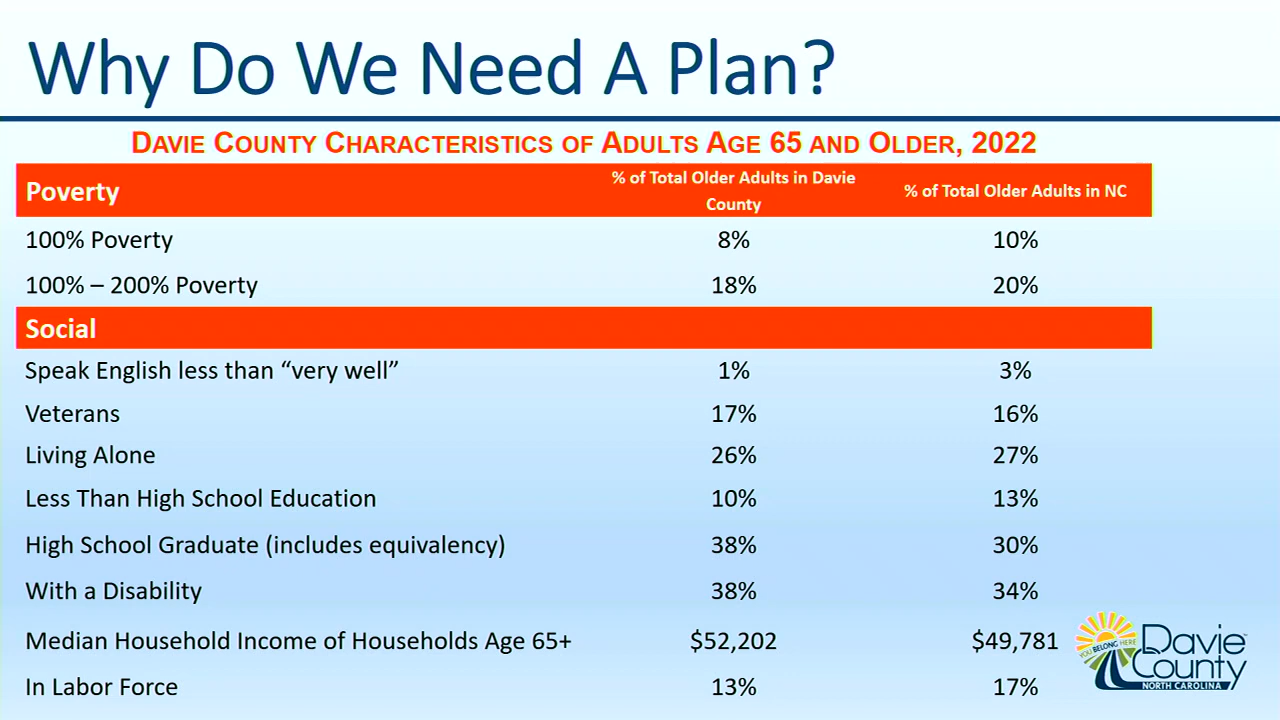 Why Do We Need A Plan?
DAVIE COUNTY CHARACTERISTICS OF ADULTS AGE 65 AND OLDER, 2022
Poverty % of Total Older Adults in Davie County % of Total Older Adults in NC
100% Poverty 8% 10%
100% – 200% Poverty 18% 20%
Social
Speak English less than “very well” 1% 3%
Veterans 17% 16%
Living Alone 26% 27%
Less Than High School Education 10% 13%
High School Graduate (includes equivalency) 38% 30%
With a Disability 38% 34%
Median Household Income of Households Age 65+ $52,202 $49,781
In Labor Force 13% 17%
YOU BELONG HERE
Davie
County
NORTH CAROLINA